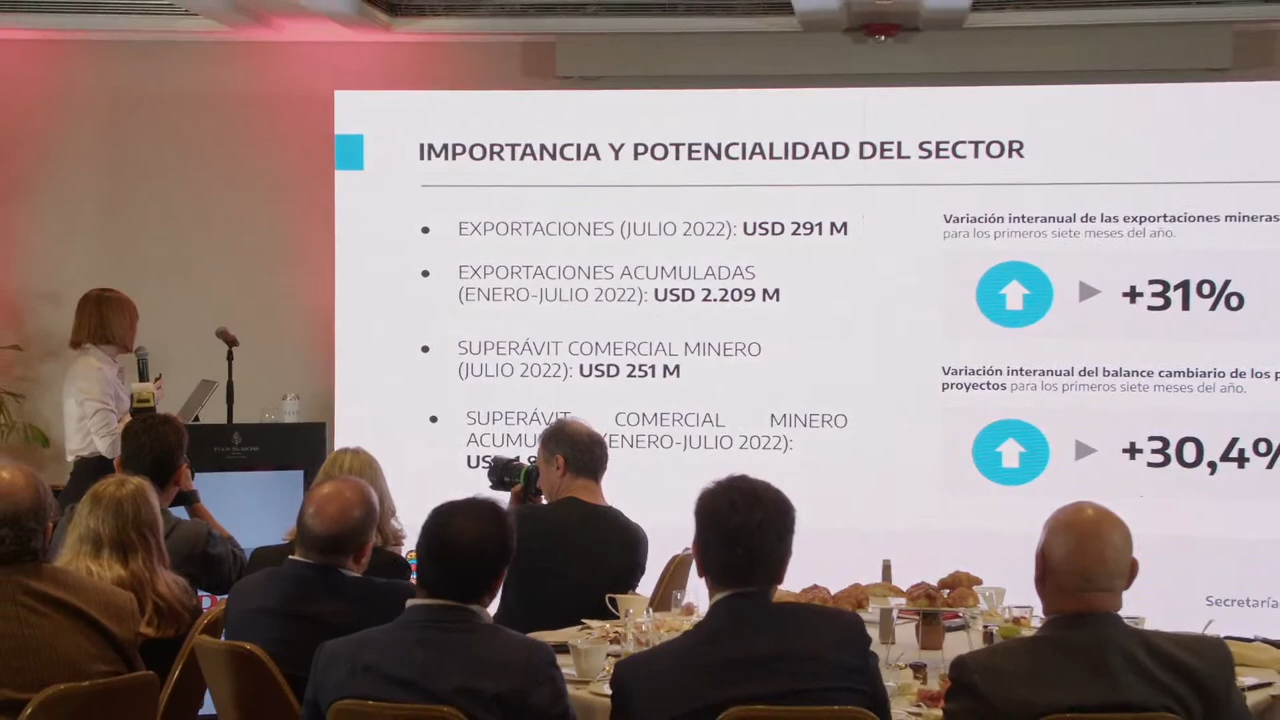 IMPORTANCIA Y POTENCIALIDAD DEL SECTOR
EXPORTACIONES (JULIO 2022): USD 291 M
EXPORTACIONES ACUMULADAS
(ENERO-JULIO 2022): USD 2.209 M
SUPERÁVIT COMERCIAL MINERO
(JULIO 2022): USD 251 M
SUPERÁVIT COMERCIAL MINERO
(ENERO-JULIO 2022):
Variación interanual de las exportaciones mineras
para los primeros siete meses del año.
+31%
Variación interanual del balance cambiario de los
proyectos para los primeros siete meses del año.
+30,4%
Secretaría